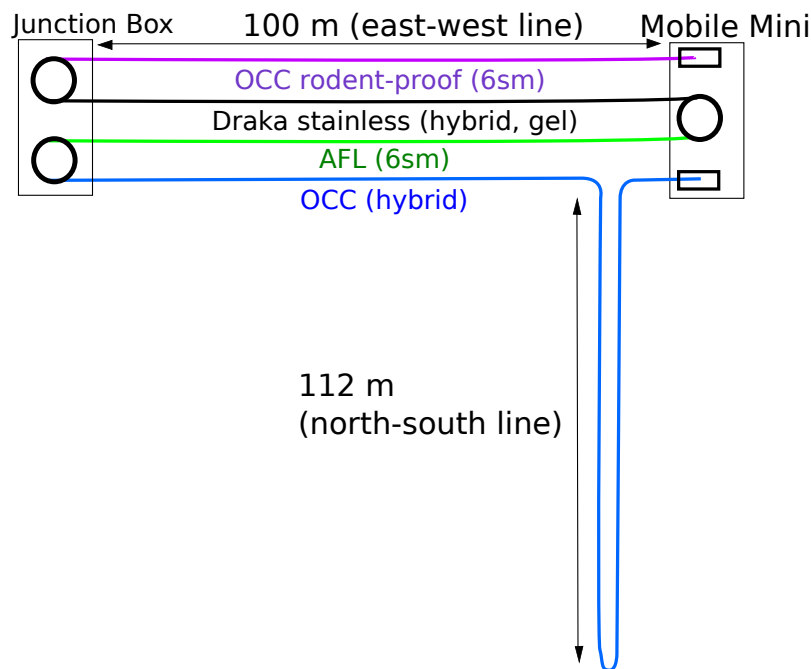 Junction Box
100 m (east-west line)
Mobile Mini
OCC rodent-proof (6sm)
Draka stainless (hybrid, gel)
AFL (6sm)
OCC (hybrid)
112 m
(north-south line)